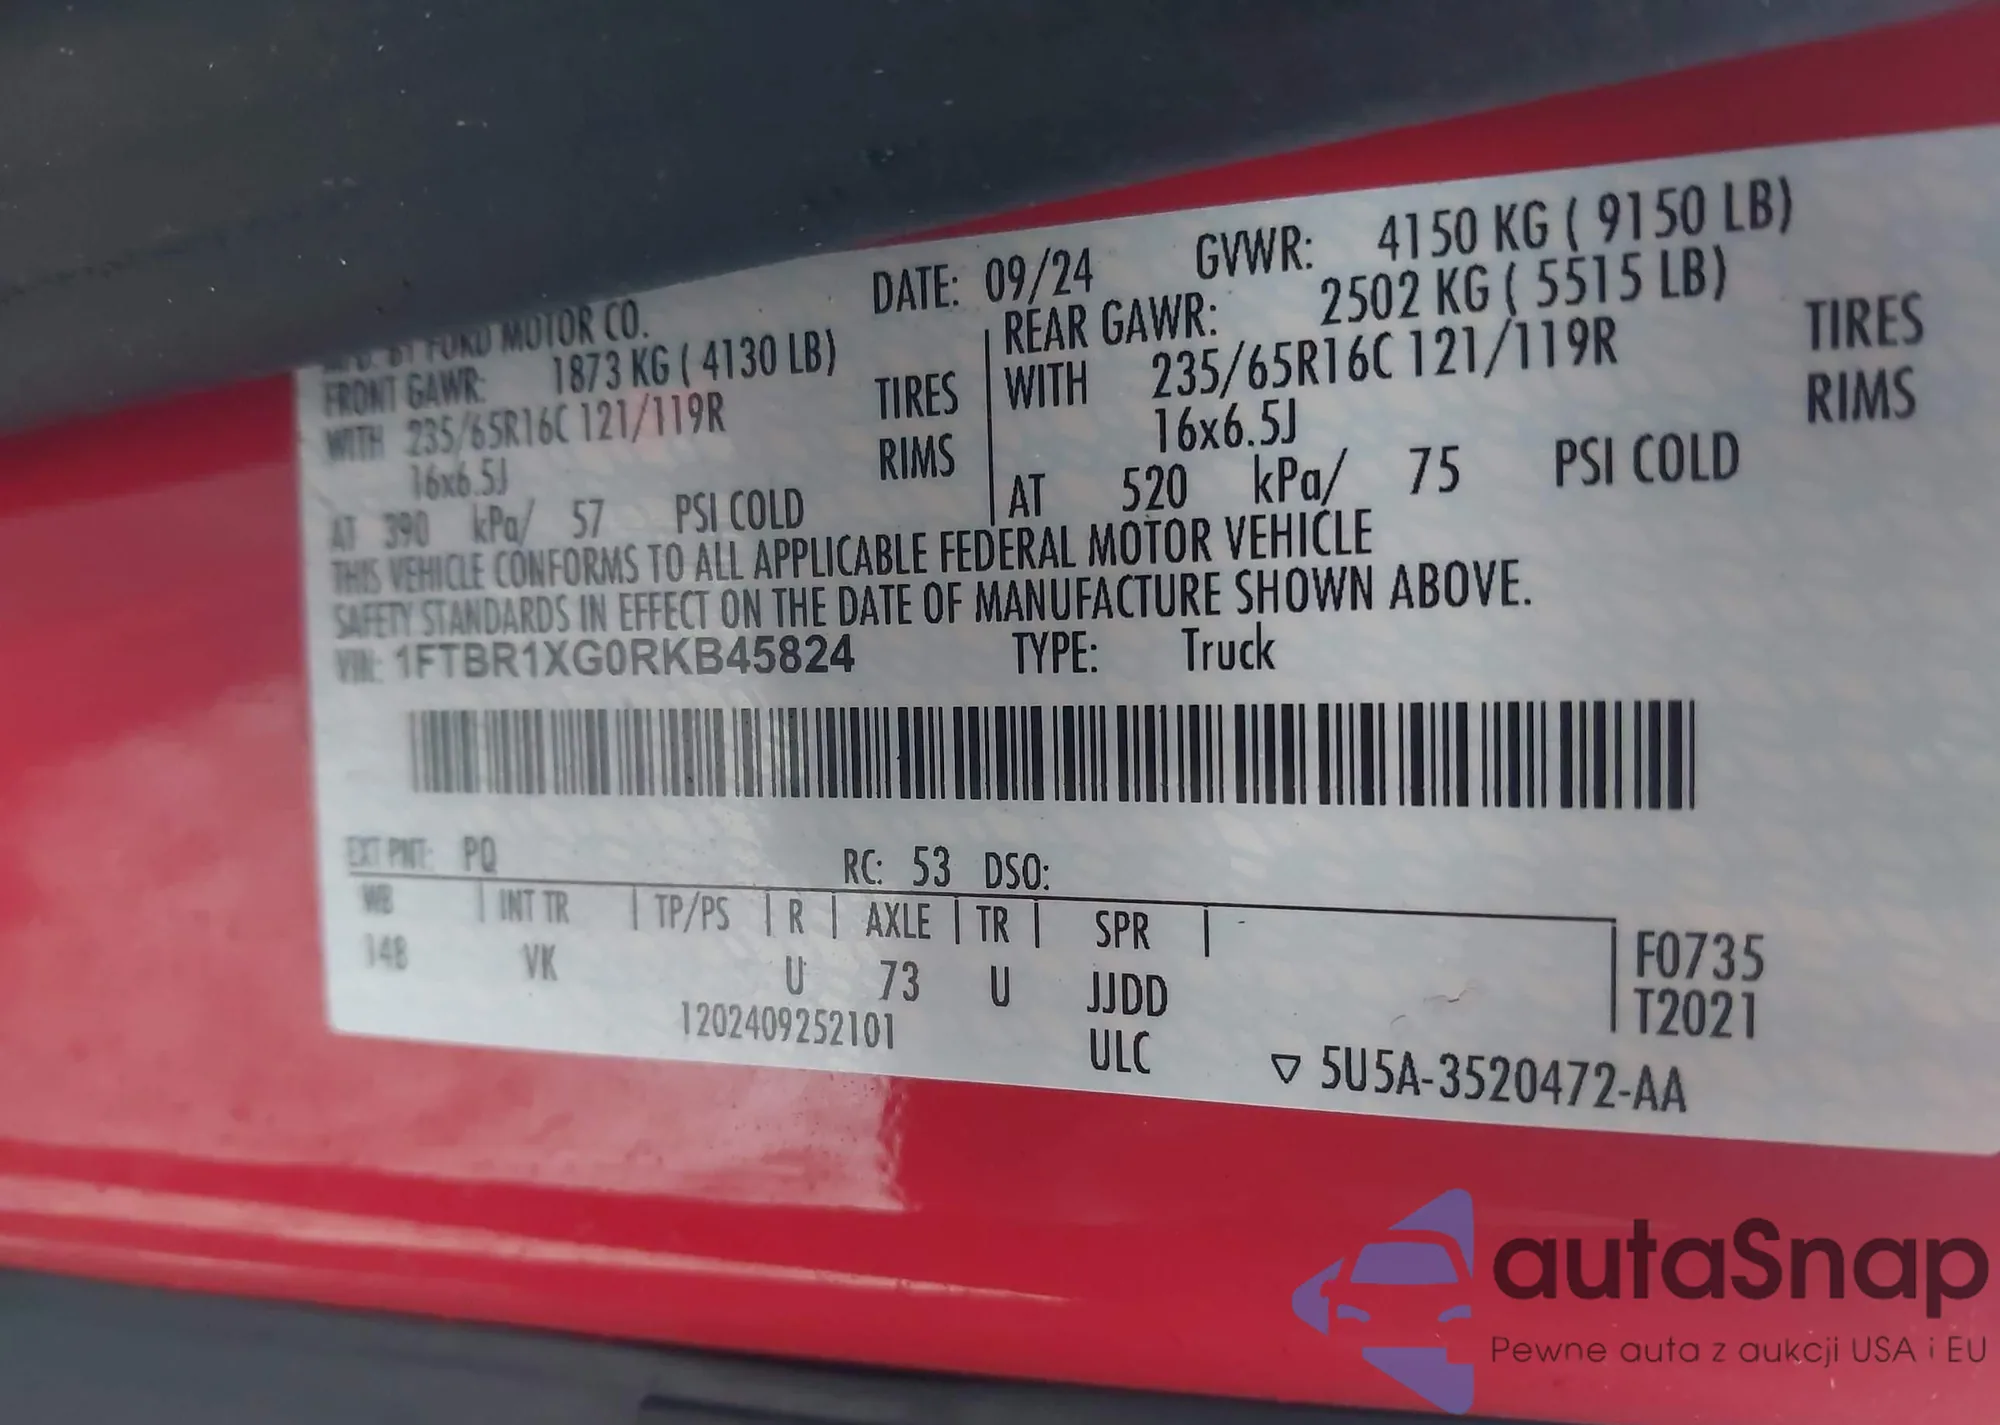 MFD. BY FORD MOTOR CO. DATE: 09/24 GVWR: 4150 KG ( 9150 LB)
FRONT GAWR: 1873 KG ( 4130 LB) REAR GAWR: 2502 KG ( 5515 LB)
WITH 235/65R16C 121/119R TIRES WITH 235/65R16C 121/119R TIRES
16x6.5J RIMS 16x6.5J RIMS
AT 390 kPa/ 57 PSI COLD AT 520 kPa/ 75 PSI COLD
THIS VEHICLE CONFORMS TO ALL APPLICABLE FEDERAL MOTOR VEHICLE
SAFETY STANDARDS IN EFFECT ON THE DATE OF MANUFACTURE SHOWN ABOVE.
VIN: 1FTBR1XG0RKB45824 TYPE: Truck
EXT PNT: PQ RC: 53 DSO:
WB | INT TR | TP/PS | R | AXLE | TR | SPR |
148 VK U 73 U JJDD
1202409252101 ULC
F0735
T2021
▽ 5U5A-3520472-AA
autaSnap
Pewne auta z aukcji USA i EU